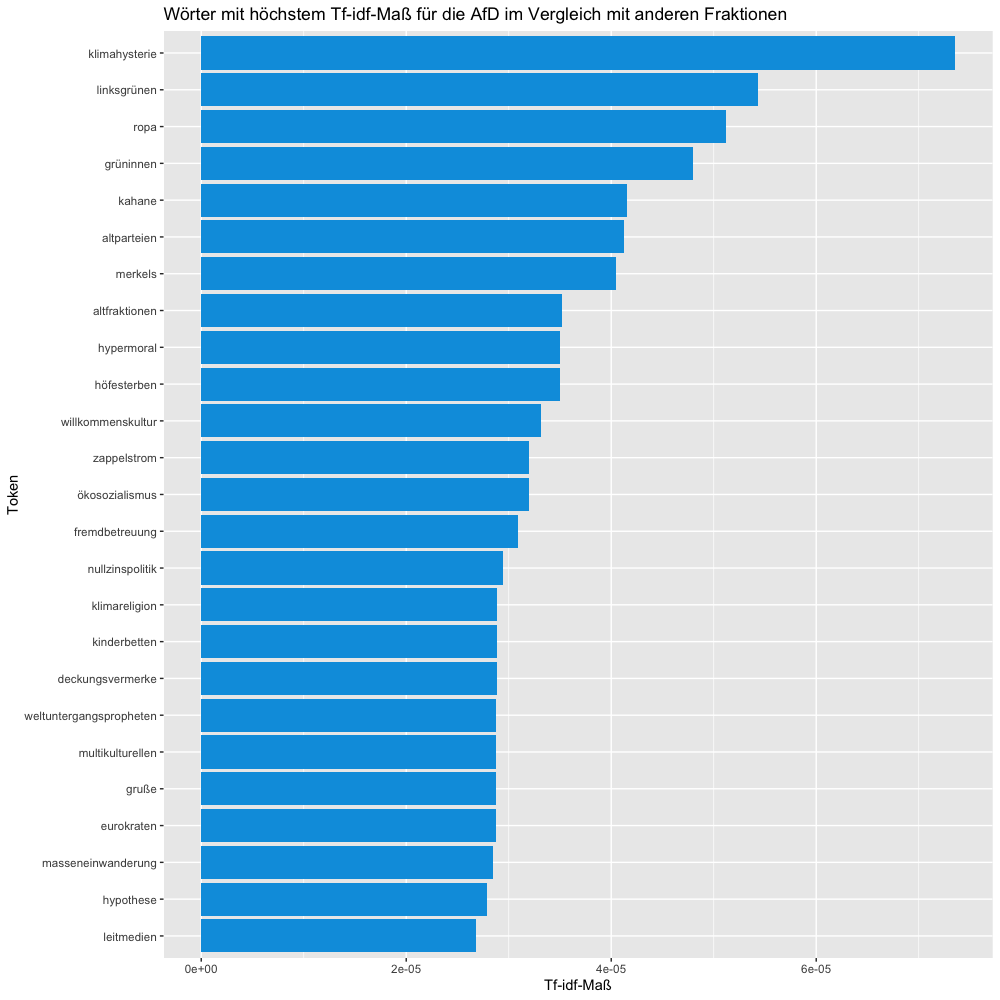 Wörter mit höchstem Tf-idf-Maß für die AfD im Vergleich mit anderen Fraktionen
klimahysterie
linksgrünen
ropa
grüninnen
kahane
altparteien
merkels
altfraktionen
hypermoral
höfesterben
willkommenskultur
zappelstrom
ökosozialismus
fremdbetreuung
nullzinspolitik
klimareligion
kinderbetten
deckungsvermerke
weltuntergangspropheten
multikulturellen
gruße
eurokraten
masseneinwanderung
hypothese
leitmedien
Token
0e+00 2e-05 4e-05 6e-05
Tf-idf-Maß